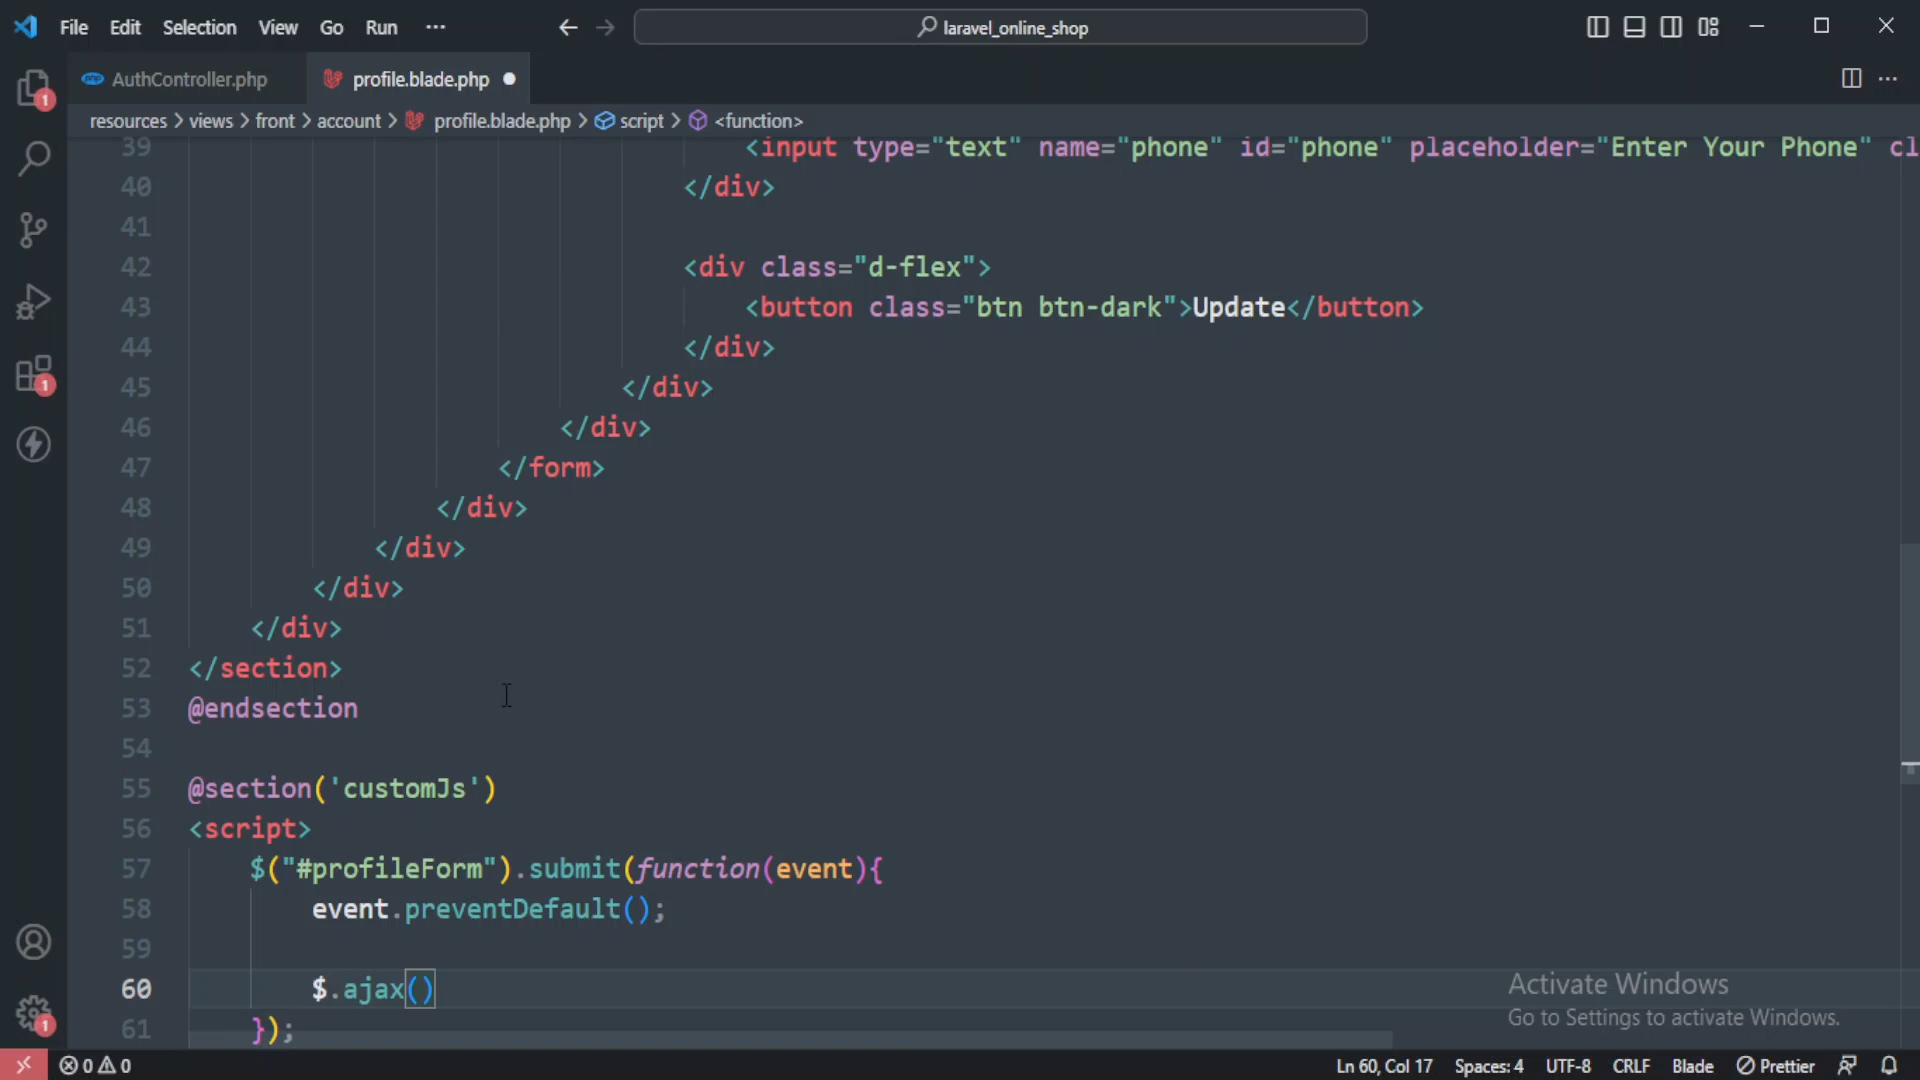 File Edit Selection View Go Run ··· laravel_online_shop
AuthController.php profile.blade.php
resources > views > front > account > profile.blade.php > script > <function>
39 <input type="text" name="phone" id="phone" placeholder="Enter Your Phone" cl
40 </div>
41
42 <div class="d-flex">
43 <button class="btn btn-dark">Update</button>
44 </div>
45 </div>
46 </div>
47 </form>
48 </div>
49 </div>
50 </div>
51 </div>
52 </section>
53 @endsection
54
55 @section('customJs')
56 <script>
57 $("#profileForm").submit(function(event){
58 event.preventDefault();
59
60 $.ajax()
61 });
Activate Windows
Go to Settings to activate Windows.
1
1
1
0 0 Ln 60, Col 17 Spaces: 4 UTF-8 CRLF Blade Prettier